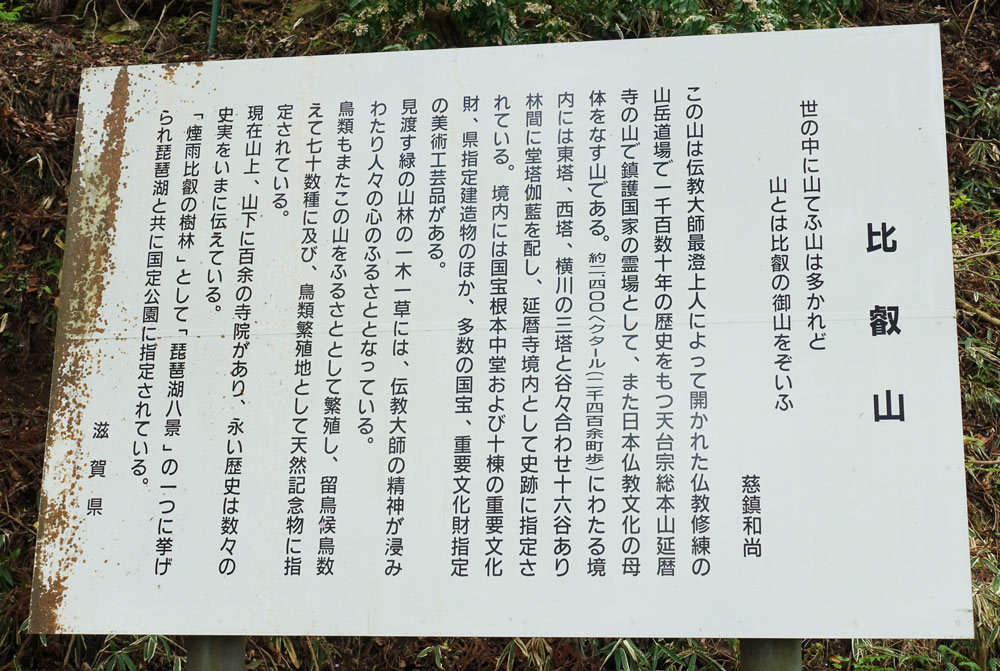 比叡山
世の中に山てふ山は多かれど
山とは比叡の御山をぞいふ
慈鎮和尚
この山は伝教大師最澄上人によって開かれた仏教修練の
山岳道場で一千百数十年の歴史をもつ天台宗総本山延暦
寺の山で鎮護国家の霊場として、また日本仏教文化の母
体をなす山である。約二,四〇〇ヘクタール(二千四百余町歩)にわたる境
内には東塔、西塔、横川の三塔と谷々合わせ十六谷あり
林間に堂塔伽藍を配し、延暦寺境内として史跡に指定さ
れている。境内には国宝根本中堂および十棟の重要文化
財、県指定建造物のほか、多数の国宝、重要文化財指定
の美術工芸品がある。
見渡す緑の山林の一木一草には、伝教大師の精神が浸み
わたり人々の心のふるさととなっている。
鳥類もまたこの山をふるさととして繁殖し、留鳥候鳥数
えて七十数種に及び、鳥類繁殖地として天然記念物に指
定されている。
現在山上、山下に百余の寺院があり、永い歴史は数々の
史実をいまに伝えている。
「煙雨比叡の樹林」として「琵琶湖八景」の一つに挙げ
られ琵琶湖と共に国定公園に指定されている。
滋賀県